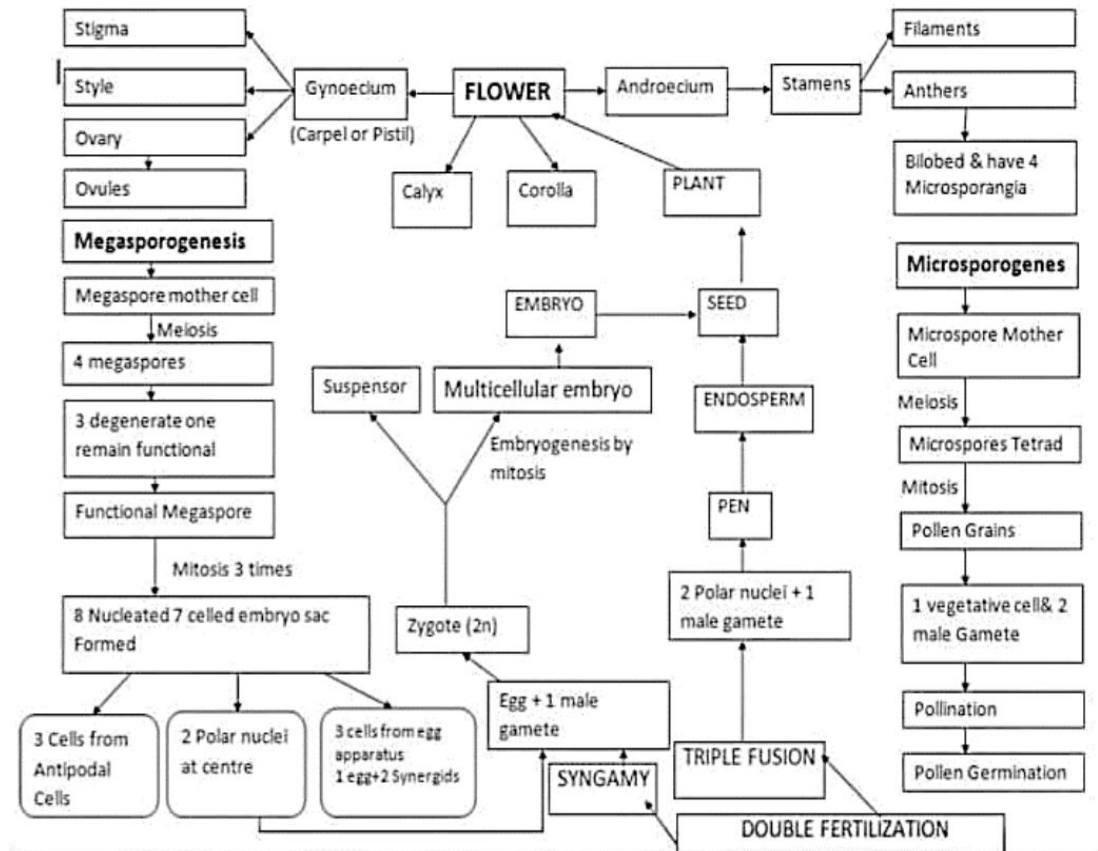 Stigma
Style
Ovary
Ovules
Gynoecium
(Carpel or Pistil)
FLOWER
Androecium
Stamens
Filaments
Anthers
Bilobed & have 4
Microsporangia
Calyx
Corolla
PLANT
Megasporogenesis
Megaspore mother cell
Meiosis
4 megaspores
3 degenerate one
remain functional
Functional Megaspore
Mitosis 3 times
8 Nucleated 7 celled embryo sac
Formed
3 Cells from
Antipodal
Cells
2 Polar nuclei
at centre
3 cells from egg
apparatus
1 egg+2 Synergids
EMBRYO
SEED
Suspensor
Multicellular embryo
Embryogenesis by
mitosis
ENDOSPERM
PEN
Zygote (2n)
2 Polar nuclei + 1
male gamete
Egg + 1 male
gamete
SYNGAMY
TRIPLE FUSION
DOUBLE FERTILIZATION
Microsporogenes
Microspore Mother
Cell
Meiosis
Microspores Tetrad
Mitosis
Pollen Grains
1 vegetative cell& 2
male Gamete
Pollination
Pollen Germination